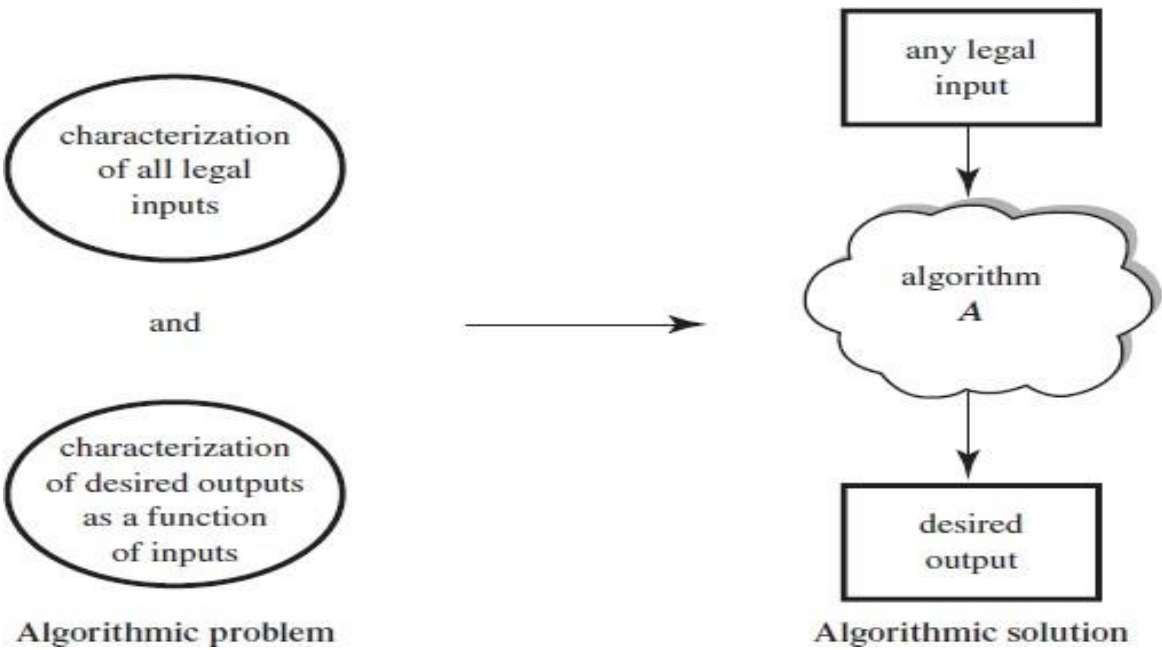 characterization
of all legal
inputs
and
characterization
of desired outputs
as a function
of inputs
Algorithmic problem
any legal
input
algorithm
A
desired
output
Algorithmic solution